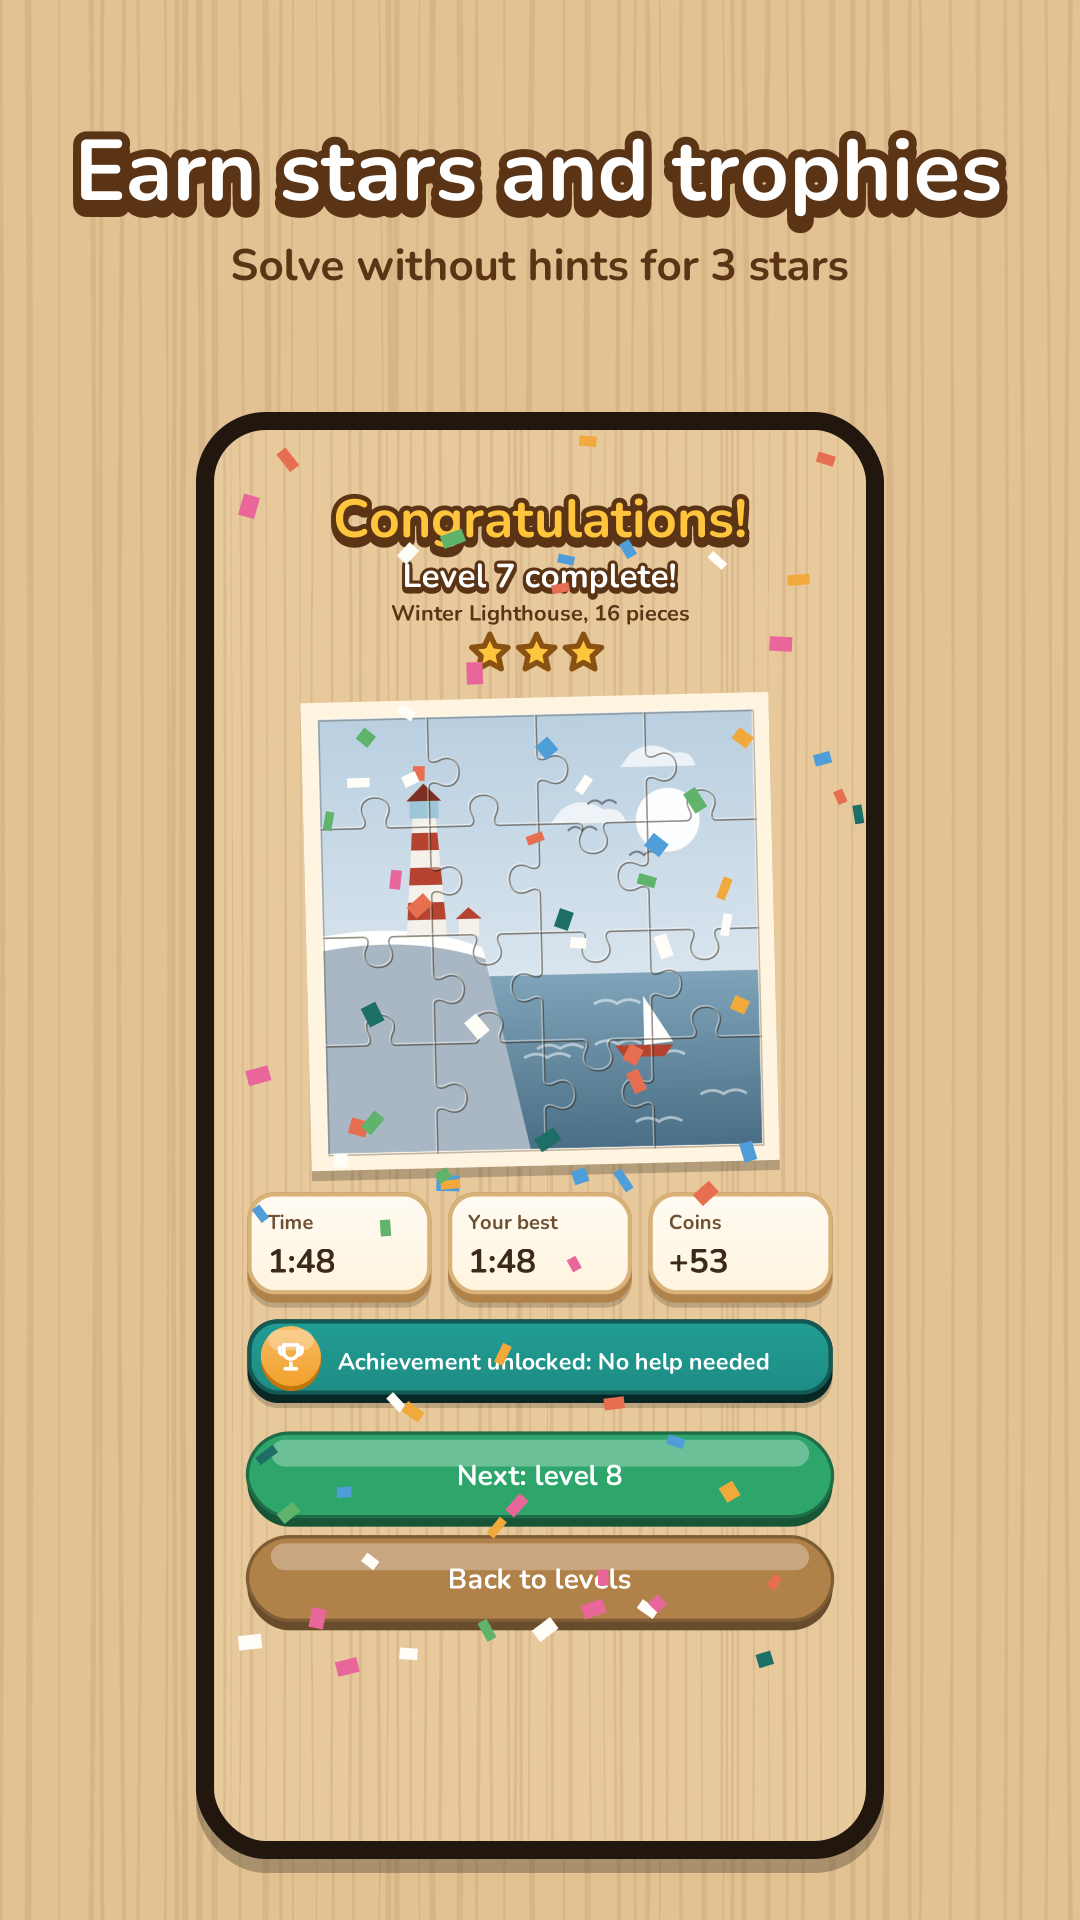 Earn stars and trophies
Solve without hints for 3 stars
Congratulations!
Level 7 complete!
Winter Lighthouse, 16 pieces
Time
1:48
Your best
1:48
Coins
+53
Achievement unlocked: No help needed
Next: level 8
Back to levels